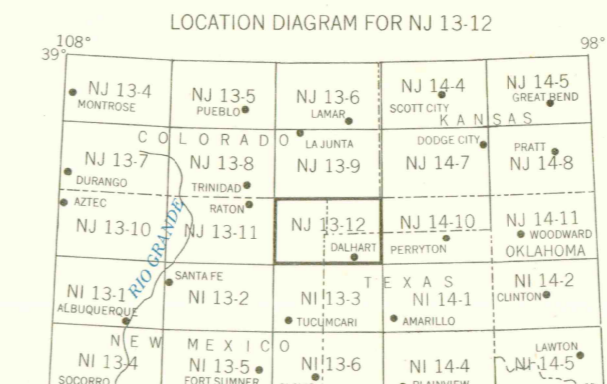 LOCATION DIAGRAM FOR NJ 13-12
108° 98°
39°
NJ 13-4 NJ 13-5 NJ 13-6 NJ 14-4 NJ 14-5
MONTROSE PUEBLO LAMAR SCOTT CITY GREAT BEND
KANSAS
COLORADO LA JUNTA DODGE CITY PRATT
NJ 13-7 NJ 13-8 NJ 13-9 NJ 14-7 NJ 14-8
DURANGO TRINIDAD
AZTEC RATON
NJ 13-10 NJ 13-11 NJ 13-12 NJ 14-10 NJ 14-11
DALHART PERRYTON WOODWARD
OKLAHOMA
RIO GRANDE
SANTA FE TEXAS
NI 13-1 NI 13-2 NI 13-3 NI 14-1 NI 14-2
CLINTON
ALBUQUERQUE TUCUMCARI AMARILLO
NEW MEXICO LAWTON
NI 13-4 NI 13-5 NI 13-6 NI 14-4 NI 14-5
SOCORRO FORT SUMNER PLAINVIEW